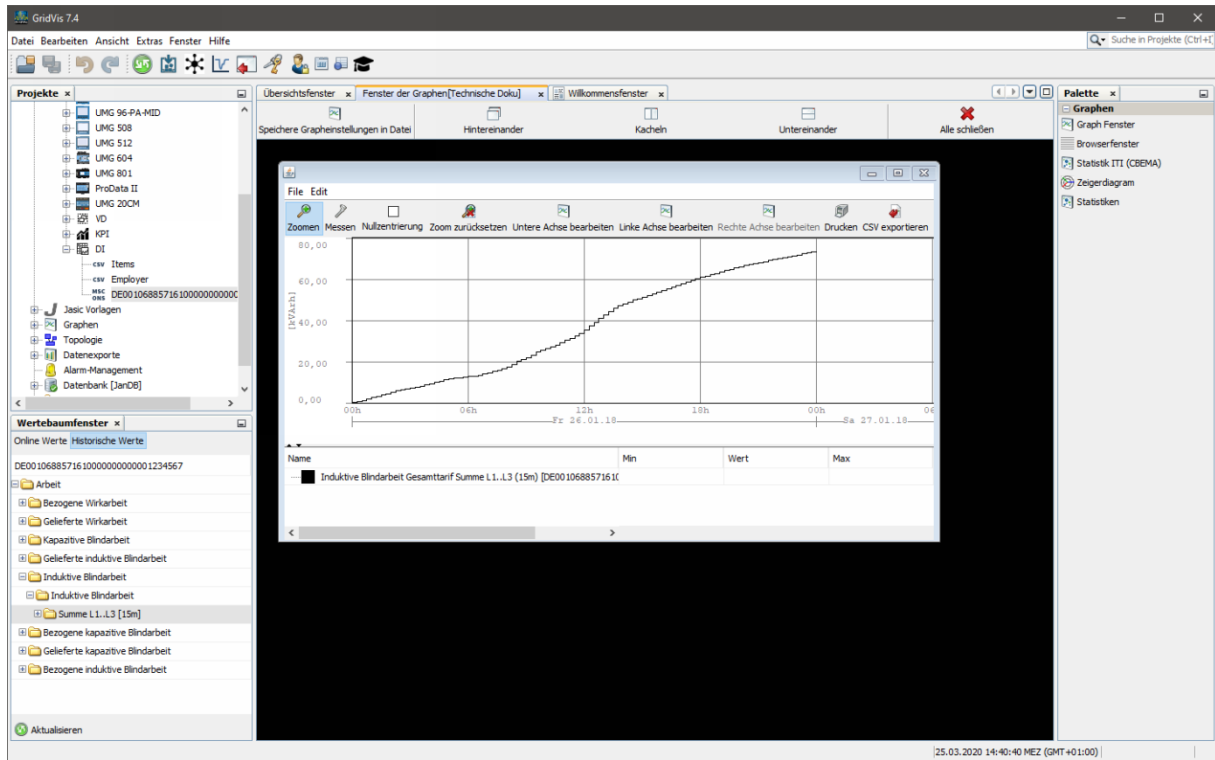 GridVis 7.4
Datei Bearbeiten Ansicht Extras Fenster Hilfe
Suche in Projekte (Ctrl+I
Projekte
UMG 96-PA-MID
UMG 508
UMG 512
UMG 604
UMG 801
ProData II
UMG 20CM
VD
KPI
DI
csv Items
csv Employer
MSC ONS DE0010688571610000000000
Jasic Vorlagen
Graphen
Topologie
Datenexporte
Alarm-Management
Datenbank [JanDB]
Wertebaumfenster
Online Werte Historische Werte
DE0010688571610000000000001234567
Arbeit
Bezogene Wirkarbeit
Gelieferte Wirkarbeit
Kapazitive Blindarbeit
Gelieferte induktive Blindarbeit
Induktive Blindarbeit
Induktive Blindarbeit
Summe L1..L3 [15m]
Bezogene kapazitive Blindarbeit
Gelieferte kapazitive Blindarbeit
Bezogene induktive Blindarbeit
Aktualisieren
Übersichtsfenster Fenster der Graphen[Technische Doku] Willkommensfenster
Speichere Grapheinstellungen in Datei Hintereinander Kacheln Untereinander Alle schließen
File Edit
Zoomen Messen Nullzentrierung Zoom zurücksetzen Untere Achse bearbeiten Linke Achse bearbeiten Rechte Achse bearbeiten Drucken CSV exportieren
80,00
60,00
[kVArh]
40,00
20,00
0,00
00h 06h 12h 18h 00h 06
Fr 26.01.18 Sa 27.01.18
Name Min Wert Max
Induktive Blindarbeit Gesamttarif Summe L1..L3 (15m) [DE001068857161(
Palette
Graphen
Graph Fenster
Browserfenster
Statistik ITI (CBEMA)
Zeigerdiagram
Statistiken
25.03.2020 14:40:40 MEZ (GMT+01:00)